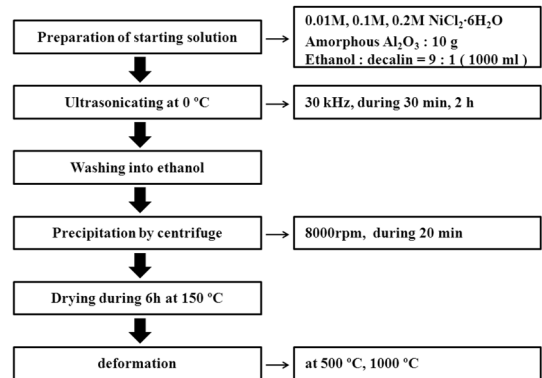 Preparation of starting solution
0.01M, 0.1M, 0.2M NiCl₂·6H₂O
Amorphous Al₂O₃ : 10 g
Ethanol : decalin = 9 : 1 ( 1000 ml )
Ultrasonicating at 0 ºC
30 kHz, during 30 min, 2 h
Washing into ethanol
Precipitation by centrifuge
8000rpm, during 20 min
Drying during 6h at 150 ºC
deformation
at 500 ºC, 1000 ºC